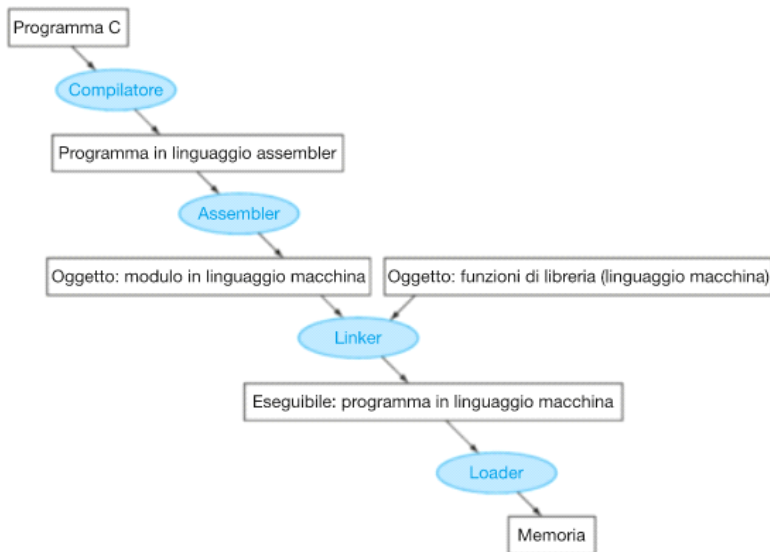 Programma C
Compilatore
Programma in linguaggio assembler
Assembler
Oggetto: modulo in linguaggio macchina
Oggetto: funzioni di libreria (linguaggio macchina)
Linker
Eseguibile: programma in linguaggio macchina
Loader
Memoria